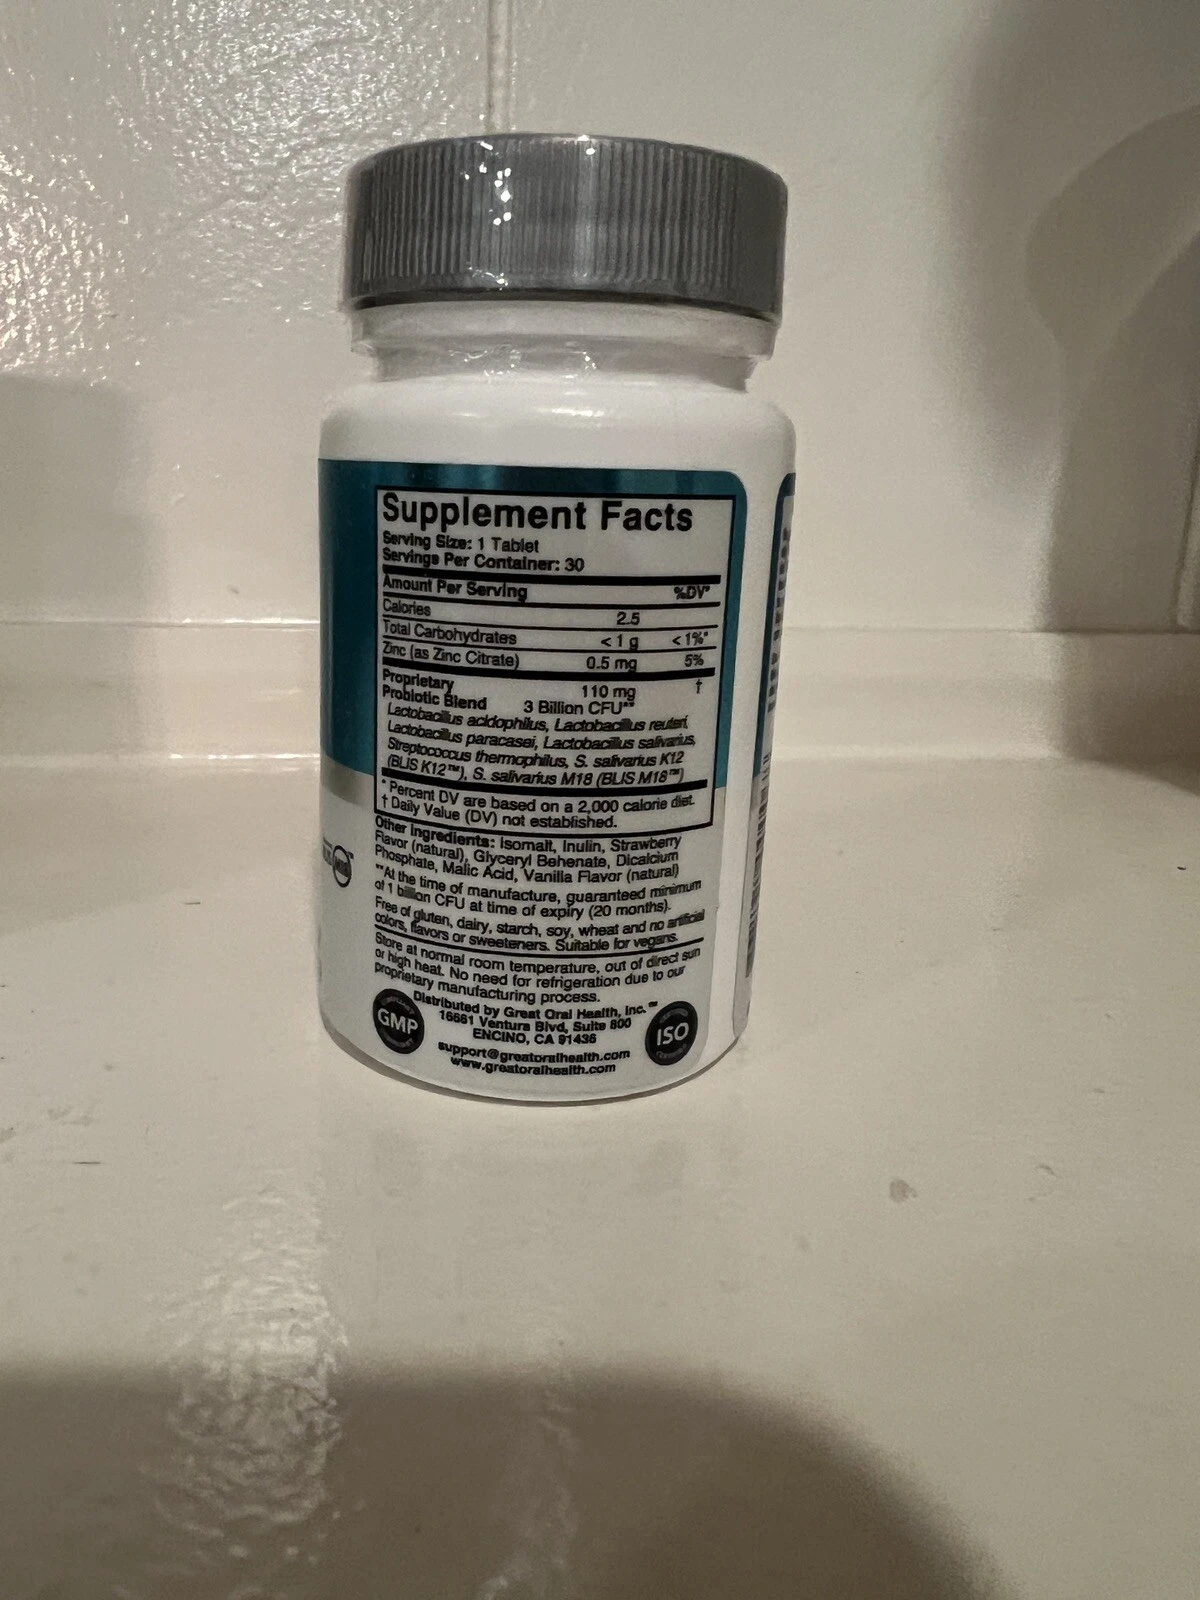 Supplement Facts
Serving Size: 1 Tablet
Servings Per Container: 30
Amount Per Serving %DV*
Calories 2.5
Total Carbohydrates <1 g <1%*
Zinc (as Zinc Citrate) 0.5 mg 5%
Proprietary 110 mg †
Probiotic Blend 3 Billion CFU**
Lactobacillus acidophilus, Lactobacillus reuteri,
Lactobacillus paracasei, Lactobacillus salivarius,
Streptococcus thermophilus, S. salivarius K12
(BLIS K12™), S. salivarius M18 (BLIS M18™)
* Percent DV are based on a 2,000 calorie diet.
† Daily Value (DV) not established.
Other Ingredients: Isomalt, Inulin, Strawberry
Flavor (natural), Glyceryl Behenate, Dicalcium
Phosphate, Malic Acid, Vanilla Flavor (natural)
**At the time of manufacture, guaranteed minimum
of 1 billion CFU at time of expiry (20 months).
Free of gluten, dairy, starch, soy, wheat and no artificial
colors, flavors or sweeteners. Suitable for vegans.
Store at normal room temperature, out of direct sun
or high heat. No need for refrigeration due to our
proprietary manufacturing process.
Distributed by Great Oral Health, Inc.™
16661 Ventura Blvd, Suite 800
ENCINO, CA 91436
support@greatoralhealth.com
www.greatoralhealth.com
GMP
ISO